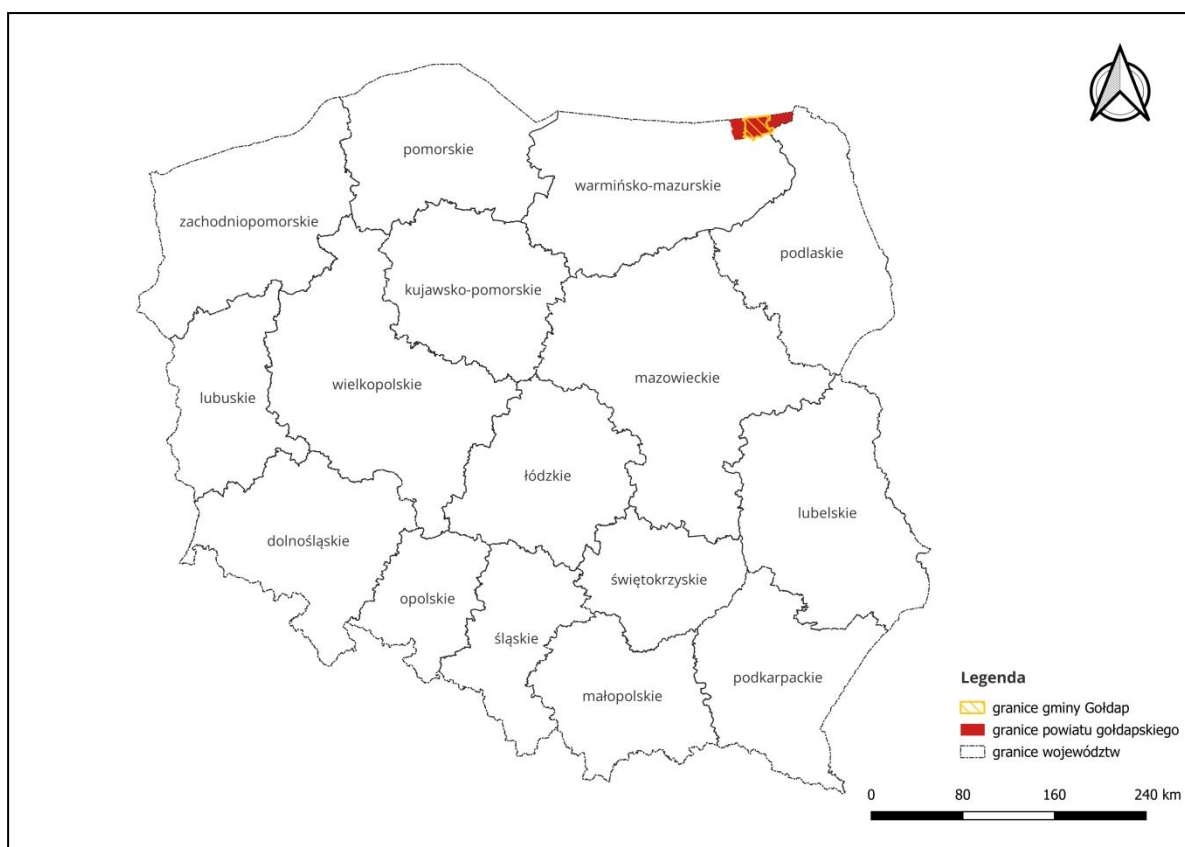 pomorskie
warmińsko-mazurskie
zachodniopomorskie
podlaskie
kujawsko-pomorskie
mazowieckie
wielkopolskie
lubuskie
łódzkie
lubelskie
dolnośląskie
świętokrzyskie
opolskie
śląskie
podkarpackie
małopolskie
Legenda
granice gminy Gołdap
granice powiatu gołdapskiego
granice województw
0 80 160 240 km